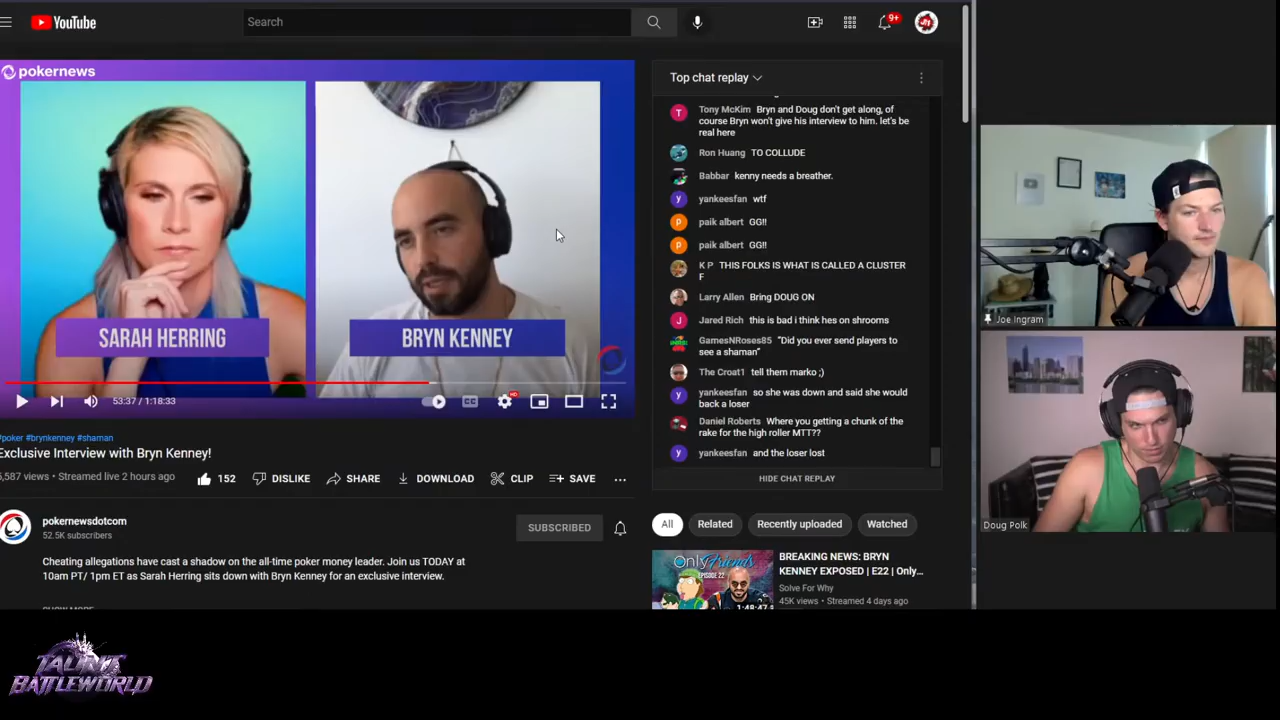 YouTube
Search
9+
pokernews
SARAH HERRING
BRYN KENNEY
53:37 / 1:18:33
CC
HD
#poker #brynkenney #shaman
Exclusive Interview with Bryn Kenney!
5,587 views • Streamed live 2 hours ago
152
DISLIKE
SHARE
DOWNLOAD
CLIP
SAVE
pokernewsdotcom
52.5K subscribers
SUBSCRIBED
Cheating allegations have cast a shadow on the all-time poker money leader. Join us TODAY at
10am PT/ 1pm ET as Sarah Herring sits down with Bryn Kenney for an exclusive interview.
Top chat replay
T
Tony McKim Bryn and Doug don't get along, of
course Bryn won't give his interview to him. let's be
real here
Ron Huang TO COLLUDE
Babbar kenny needs a breather.
y
yankeesfan wtf
p
paik albert GG!!
p
paik albert GG!!
K P THIS FOLKS IS WHAT IS CALLED A CLUSTER
F
Larry Allen Bring DOUG ON
J
Jared Rich this is bad i think hes on shrooms
GamesNRoses85 “Did you ever send players to
see a shaman”
The Croat1 tell them marko ;)
y
yankeesfan so she was down and said she would
back a loser
Daniel Roberts Where you getting a chunk of the
rake for the high roller MTT??
y
yankeesfan and the loser lost
HIDE CHAT REPLAY
All
Related
Recently uploaded
Watched
OnlyFriends
EPISODE 22
1:48:47
BREAKING NEWS: BRYN
KENNEY EXPOSED | E22 | Only...
Solve For Why
45K views • Streamed 4 days ago
Joe Ingram
Doug Polk
TAUNT
BATTLEWORLD